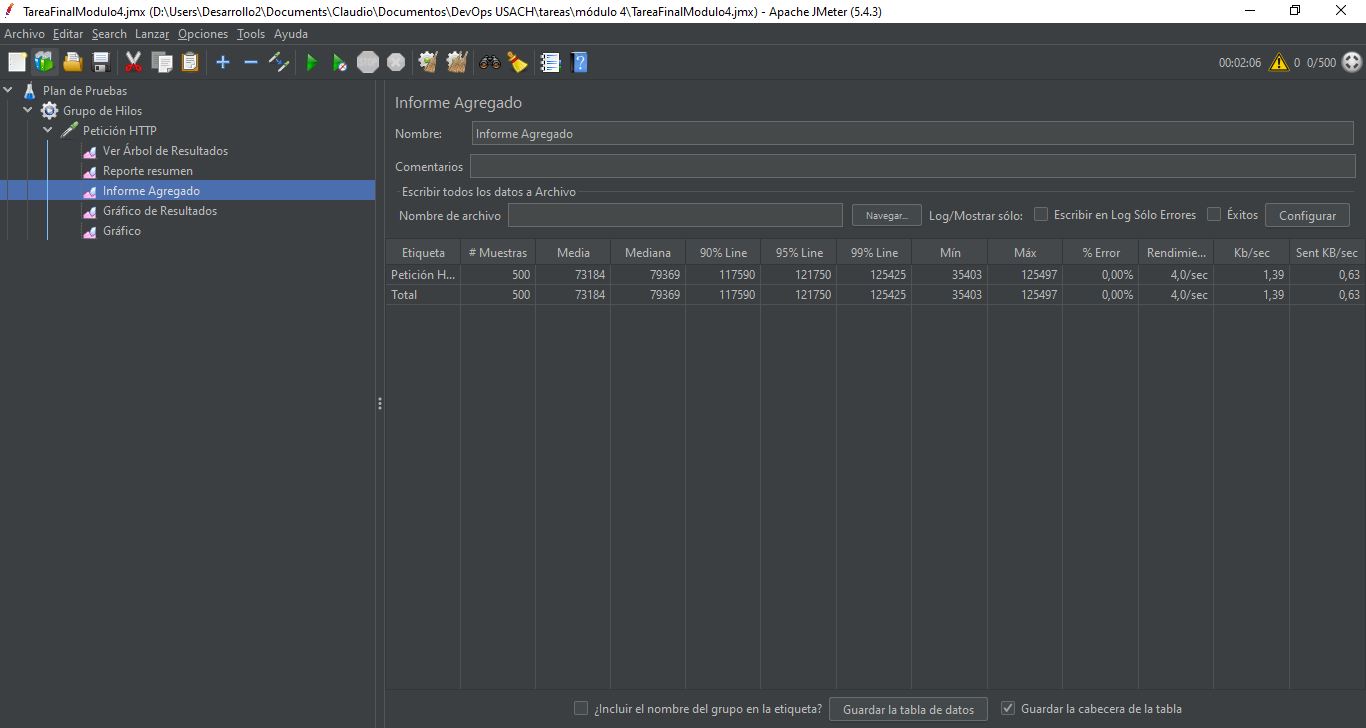 TareaFinalModulo4.jmx (D:\Users\Desarrollo2\Documents\Claudio\Documentos\DevOps USACH\tareas\módulo 4\TareaFinalModulo4.jmx) - Apache JMeter (5.4.3)
Archivo Editar Search Lanzar Opciones Tools Ayuda
STOP 00:02:06 0 0/500
Plan de Pruebas
Grupo de Hilos
Petición HTTP
Ver Árbol de Resultados
Reporte resumen
Informe Agregado
Gráfico de Resultados
Gráfico
Informe Agregado
Nombre: Informe Agregado
Comentarios
Escribir todos los datos a Archivo
Nombre de archivo Navegar... Log/Mostrar sólo: Escribir en Log Sólo Errores Éxitos Configurar
Etiqueta # Muestras Media Mediana 90% Line 95% Line 99% Line Mín Máx % Error Rendimie... Kb/sec Sent KB/sec
Petición H... 500 73184 79369 117590 121750 125425 35403 125497 0,00% 4,0/sec 1,39 0,63
Total 500 73184 79369 117590 121750 125425 35403 125497 0,00% 4,0/sec 1,39 0,63
¿Incluir el nombre del grupo en la etiqueta? Guardar la tabla de datos Guardar la cabecera de la tabla